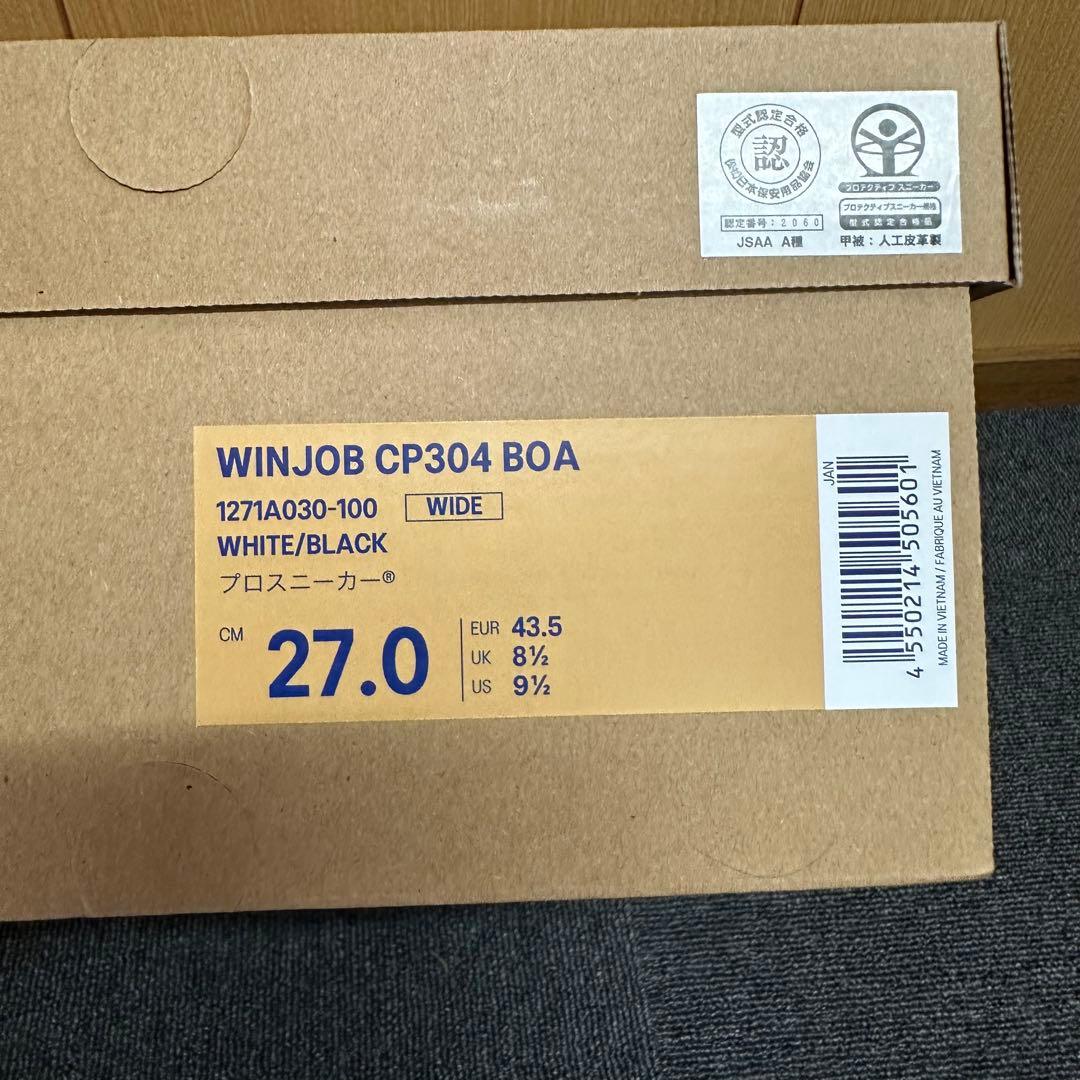 型式認定合格
認
(公社)日本保安用品協会
認定番号：2060
JSAA A種
プロテクティブ スニーカー
プロテクティブスニーカー規格
型式認定合格品
甲被：人工皮革製
WINJOB CP304 BOA
1271A030-100 WIDE
WHITE/BLACK
プロスニーカー®
CM 27.0
EUR 43.5
UK 8½
US 9½
JAN
4 550214 505601
MADE IN VIETNAM / FABRIQUE AU VIETNAM